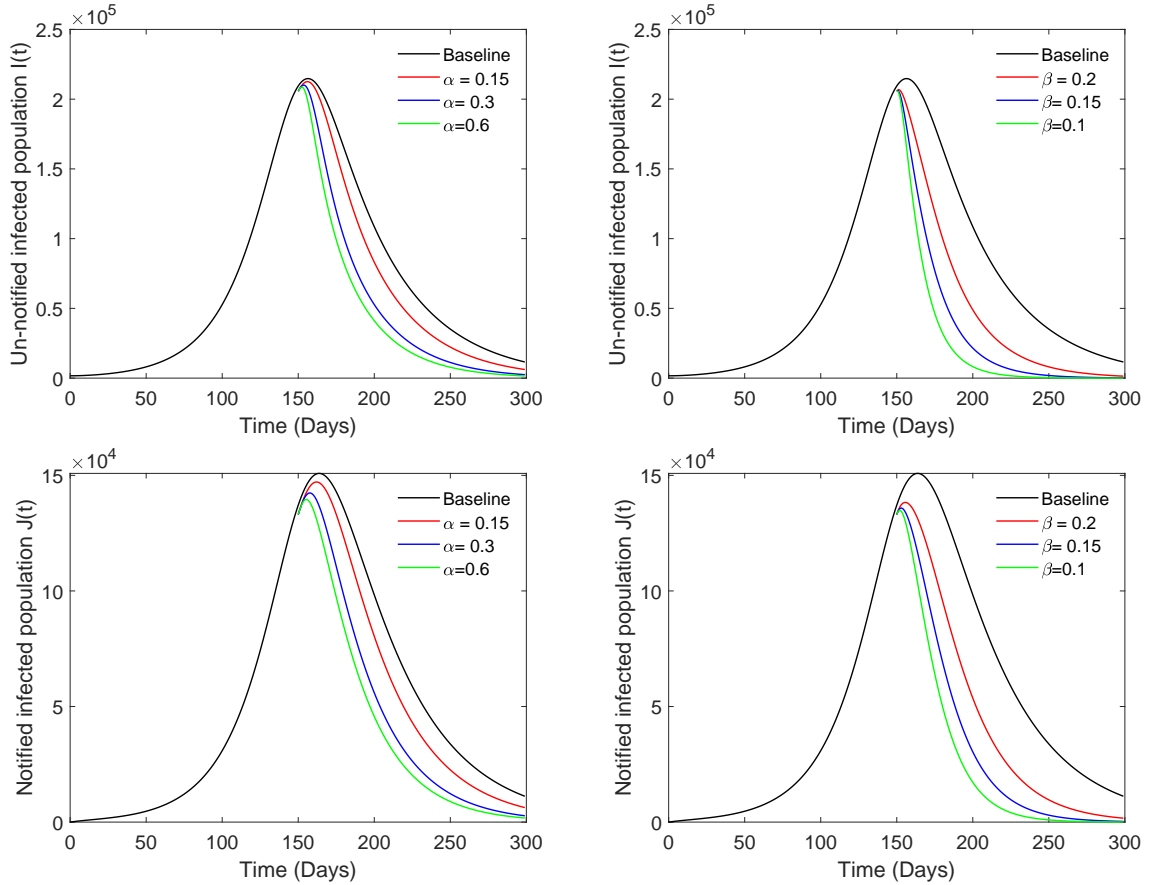 ×10^5
2.5
2
1.5
1
0.5
0
0 50 100 150 200 250 300
Time (Days)
Un-notified infected population I(t)
Baseline
α = 0.15
α= 0.3
α=0.6
×10^5
2.5
2
1.5
1
0.5
0
0 50 100 150 200 250 300
Time (Days)
Un-notified infected population I(t)
Baseline
β = 0.2
β= 0.15
β=0.1
×10^4
15
10
5
0
0 50 100 150 200 250 300
Time (Days)
Notified infected population J(t)
Baseline
α = 0.15
α= 0.3
α=0.6
×10^4
15
10
5
0
0 50 100 150 200 250 300
Time (Days)
Notified infected population J(t)
Baseline
β = 0.2
β= 0.15
β=0.1